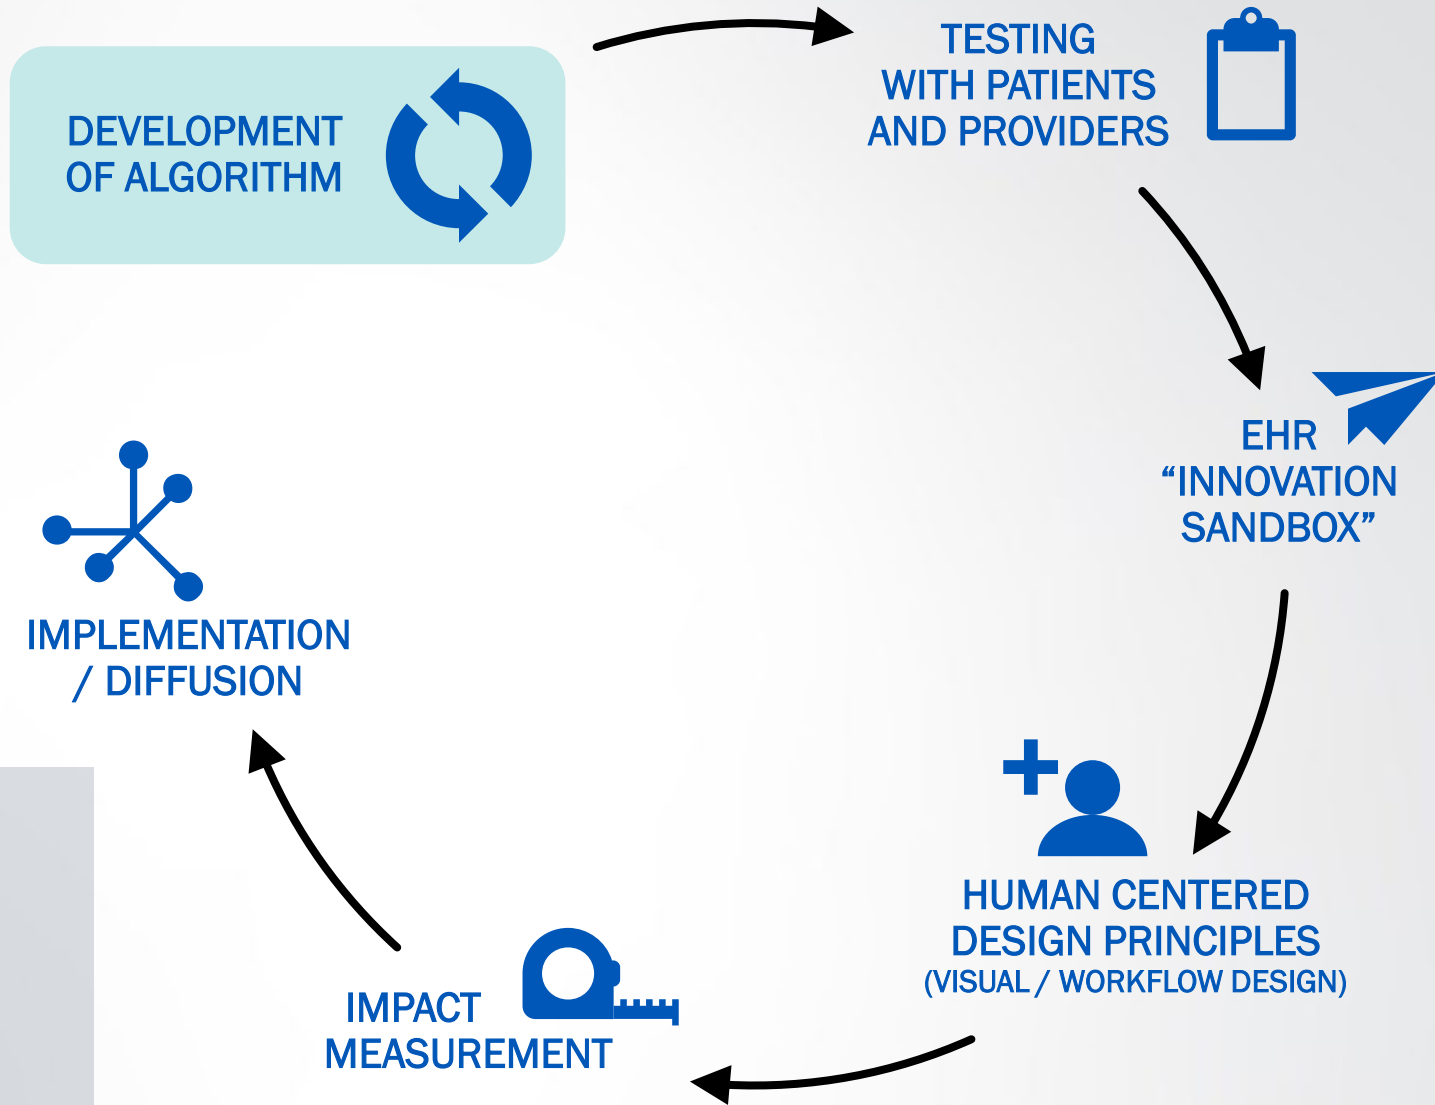 DEVELOPMENT
OF ALGORITHM
TESTING
WITH PATIENTS
AND PROVIDERS
EHR
“INNOVATION
SANDBOX”
HUMAN CENTERED
DESIGN PRINCIPLES
(VISUAL / WORKFLOW DESIGN)
IMPACT
MEASUREMENT
IMPLEMENTATION
/ DIFFUSION